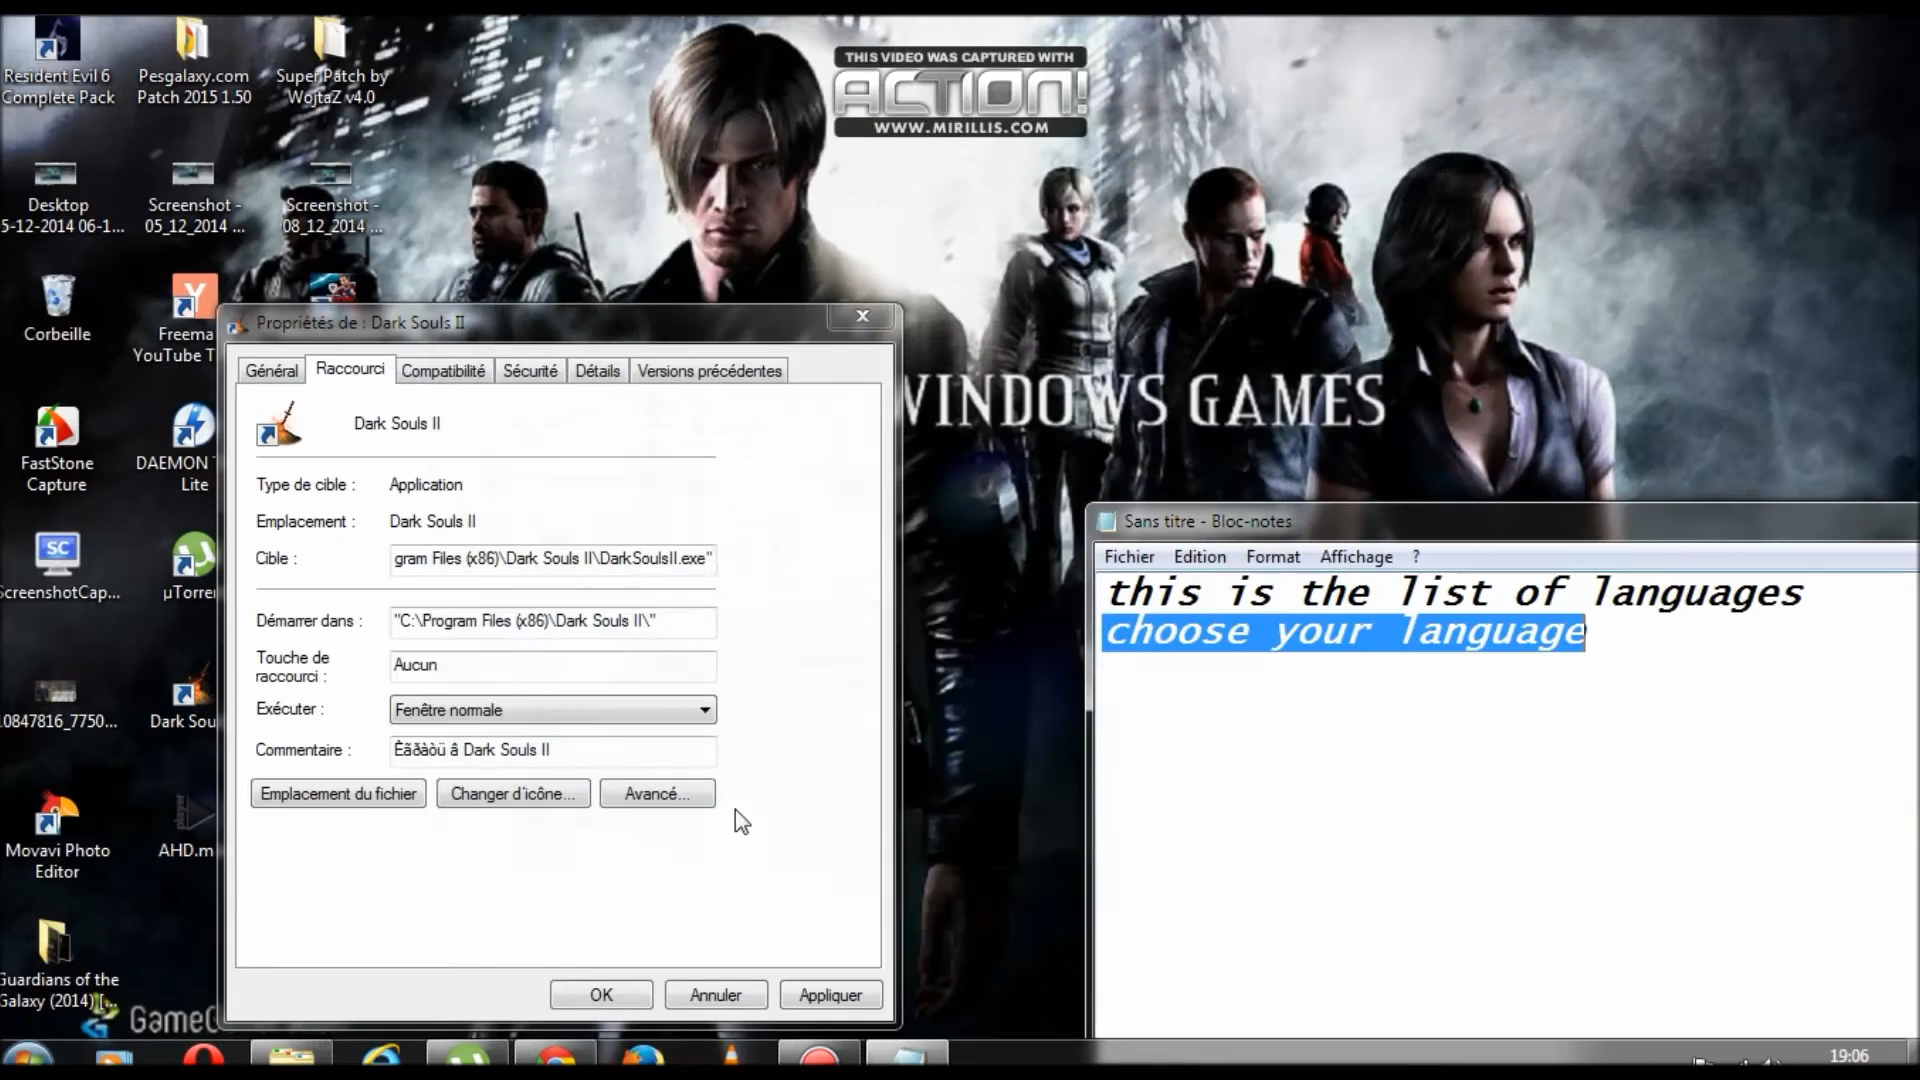 THIS VIDEO WAS CAPTURED WITH
ACTION!
WWW.MIRILLIS.COM
Resident Evil 6
Complete Pack
Pesgalaxy.com
Patch 2015 1.50
Super Patch by
WojtaZ v4.0
Desktop
5-12-2014 06-1...
Screenshot -
05_12_2014 ...
Screenshot -
08_12_2014 ...
Corbeille
Freema
YouTube T
FastStone
Capture
DAEMON T
Lite
SC
ScreenshotCap...
µTorre
10847816_7750...
Dark Sou
Movavi Photo
Editor
player
AHD.m
Guardians of the
Galaxy (2014) [...
GameG
WINDOWS GAMES
Propriétés de : Dark Souls II
Général
Raccourci
Compatibilité
Sécurité
Détails
Versions précédentes
Dark Souls II
Type de cible : Application
Emplacement : Dark Souls II
Cible : gram Files (x86)\Dark Souls II\DarkSoulsII.exe"
Démarrer dans : "C:\Program Files (x86)\Dark Souls II\"
Touche de
raccourci : Aucun
Exécuter : Fenêtre normale
Commentaire : Èãðàòü â Dark Souls II
Emplacement du fichier
Changer d'icône...
Avancé...
OK
Annuler
Appliquer
Sans titre - Bloc-notes
Fichier Edition Format Affichage ?
this is the list of languages
choose your language
19:06